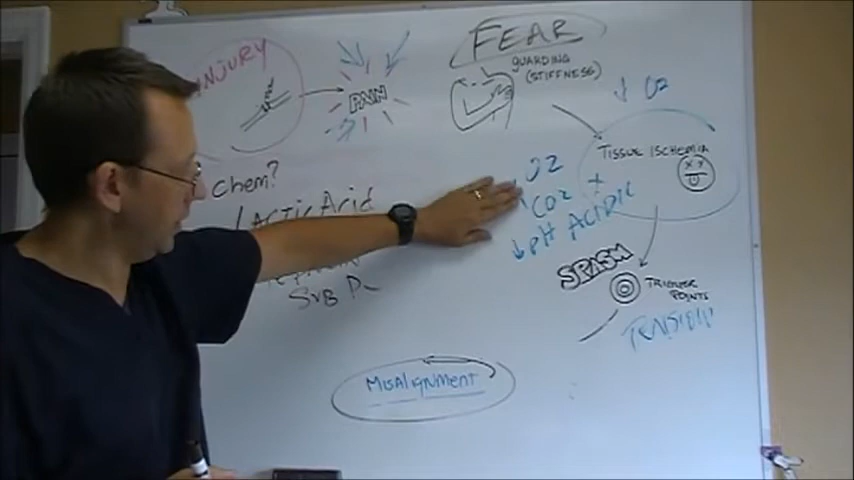 INJURY
PAIN
FEAR
GUARDING
(STIFFNESS)
↓ O2
TISSUE ISCHEMIA
chem?
Lactic Acid
SUB P
O2
CO2 +
↓ pH ACIDIC
SPASM
TRIGGER
POINTS
MISAlignment